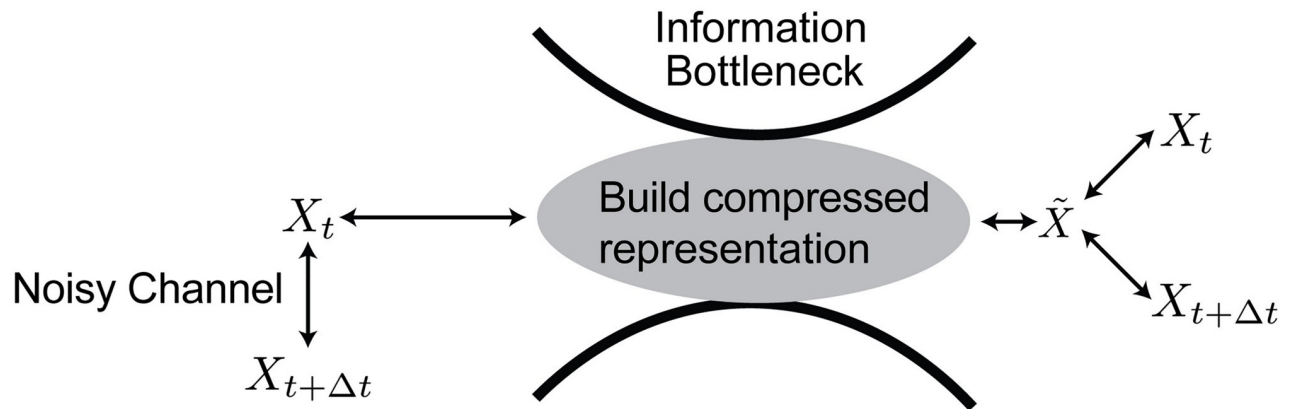 Information
Bottleneck
Build compressed
representation
X_t
Noisy Channel
X_{t+Δt}
X̃
X_t
X_{t+Δt}